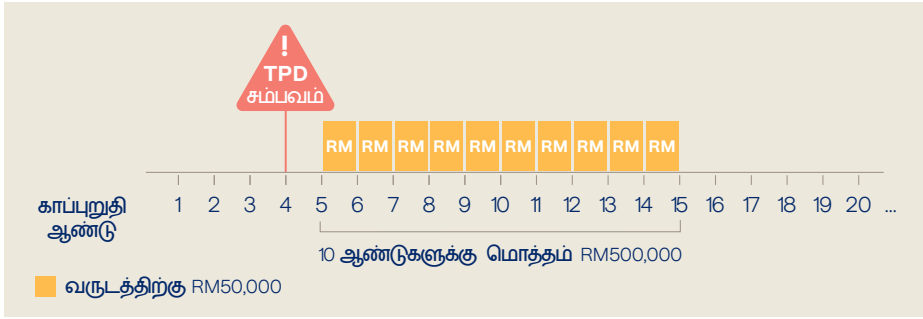 !
TPD
சம்பவம்
RM RM RM RM RM RM RM RM RM RM
காப்புறுதி
ஆண்டு
1 2 3 4 5 6 7 8 9 10 11 12 13 14 15 16 17 18 19 20 ...
10 ஆண்டுகளுக்கு மொத்தம் RM500,000
வருடத்திற்கு RM50,000